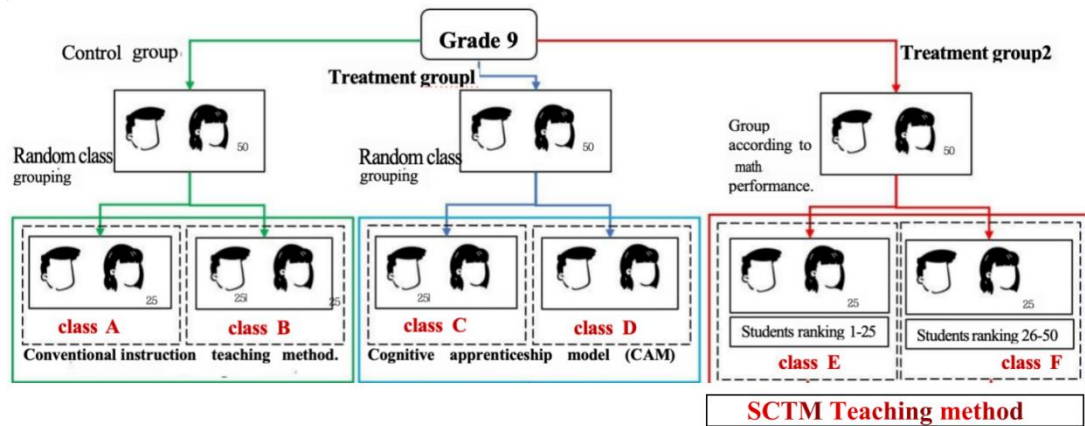 Grade 9
Control group
Treatment groupl
Treatment group2
50
50
50
Random class
grouping
Random class
grouping
Group
according to
math
performance.
25
25l
25
25l
25
25
25
class A
class B
class C
class D
Students ranking 1-25
Students ranking 26-50
class E
class F
Conventional instruction teaching method.
Cognitive apprenticeship model (CAM)
SCTM Teaching method